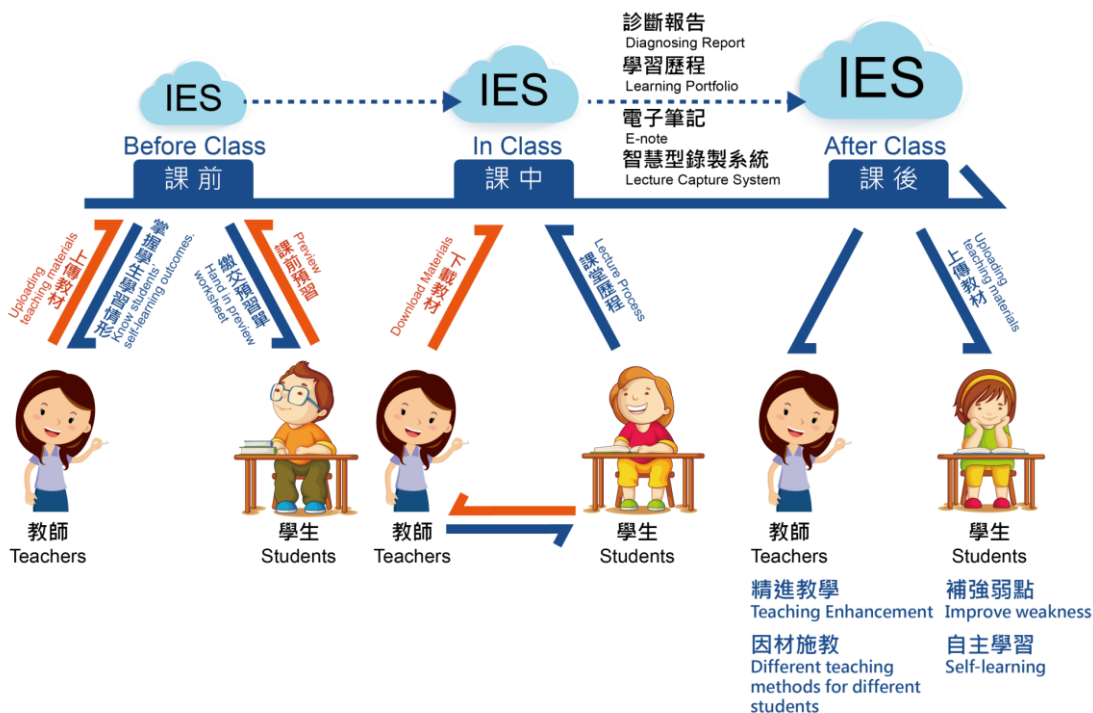 診斷報告
Diagnosing Report
學習歷程
Learning Portfolio
電子筆記
E-note
智慧型錄製系統
Lecture Capture System
IES
Before Class
課前
IES
In Class
課中
IES
After Class
課後
Uploading
teaching materials
上傳教材
掌握學生學習情形
Know students'
self-learning outcomes.
繳交預習單
Hand in preview
worksheet
Preview
課前預習
Download Materials
下載教材
Lecture Process
課堂歷程
Uploading
teaching materials
上傳教材
教師
Teachers
學生
Students
教師
Teachers
學生
Students
教師
Teachers
學生
Students
精進教學
Teaching Enhancement
因材施教
Different teaching
methods for different
students
補強弱點
Improve weakness
自主學習
Self-learning